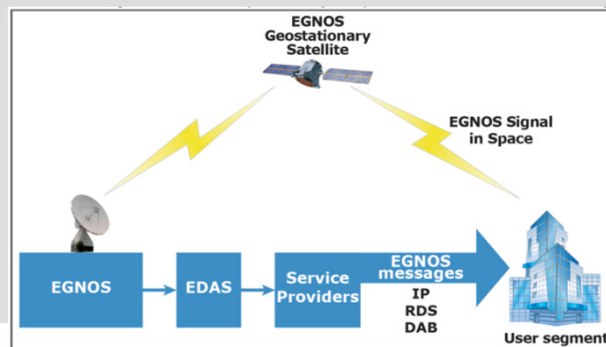 EGNOS
Geostationary
Satellite
EGNOS Signal
in Space
EGNOS
EDAS
Service
Providers
EGNOS
messages
IP
RDS
DAB
User segment